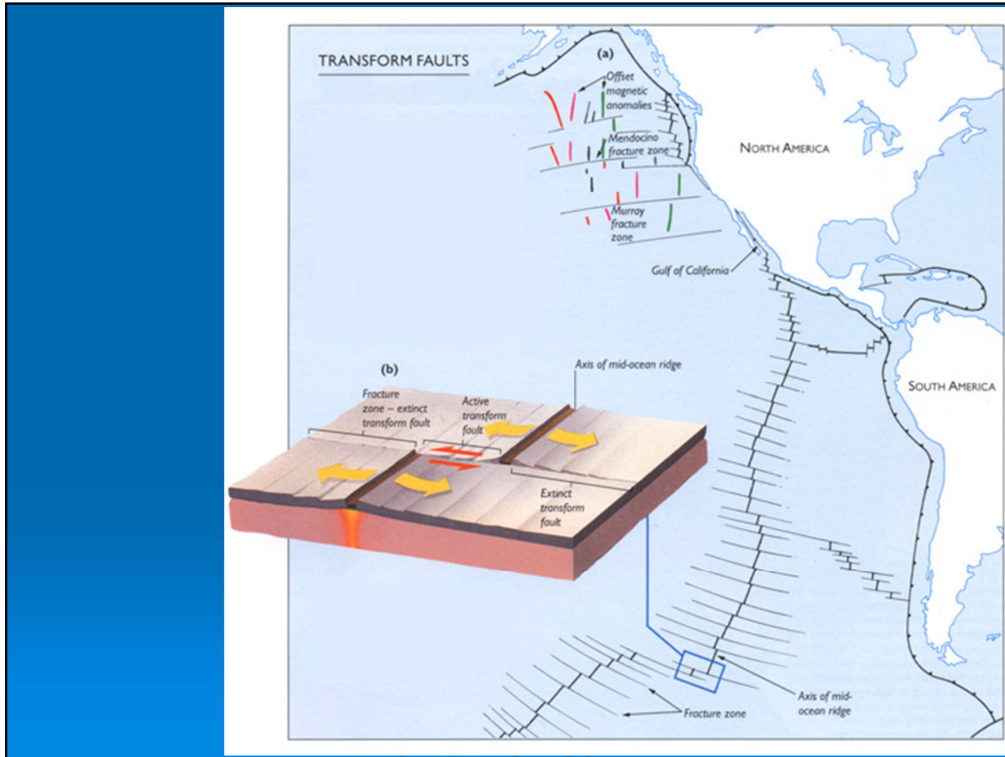 TRANSFORM FAULTS
(a)
Offset
magnetic
anomalies
Mendocino
fracture zone
NORTH AMERICA
Murray
fracture
zone
Gulf of California
(b)
Axis of mid-ocean ridge
Fracture
zone – extinct
transform fault
Active
transform
fault
SOUTH AMERICA
Extinct
transform
fault
Axis of mid-
ocean ridge
Fracture zone